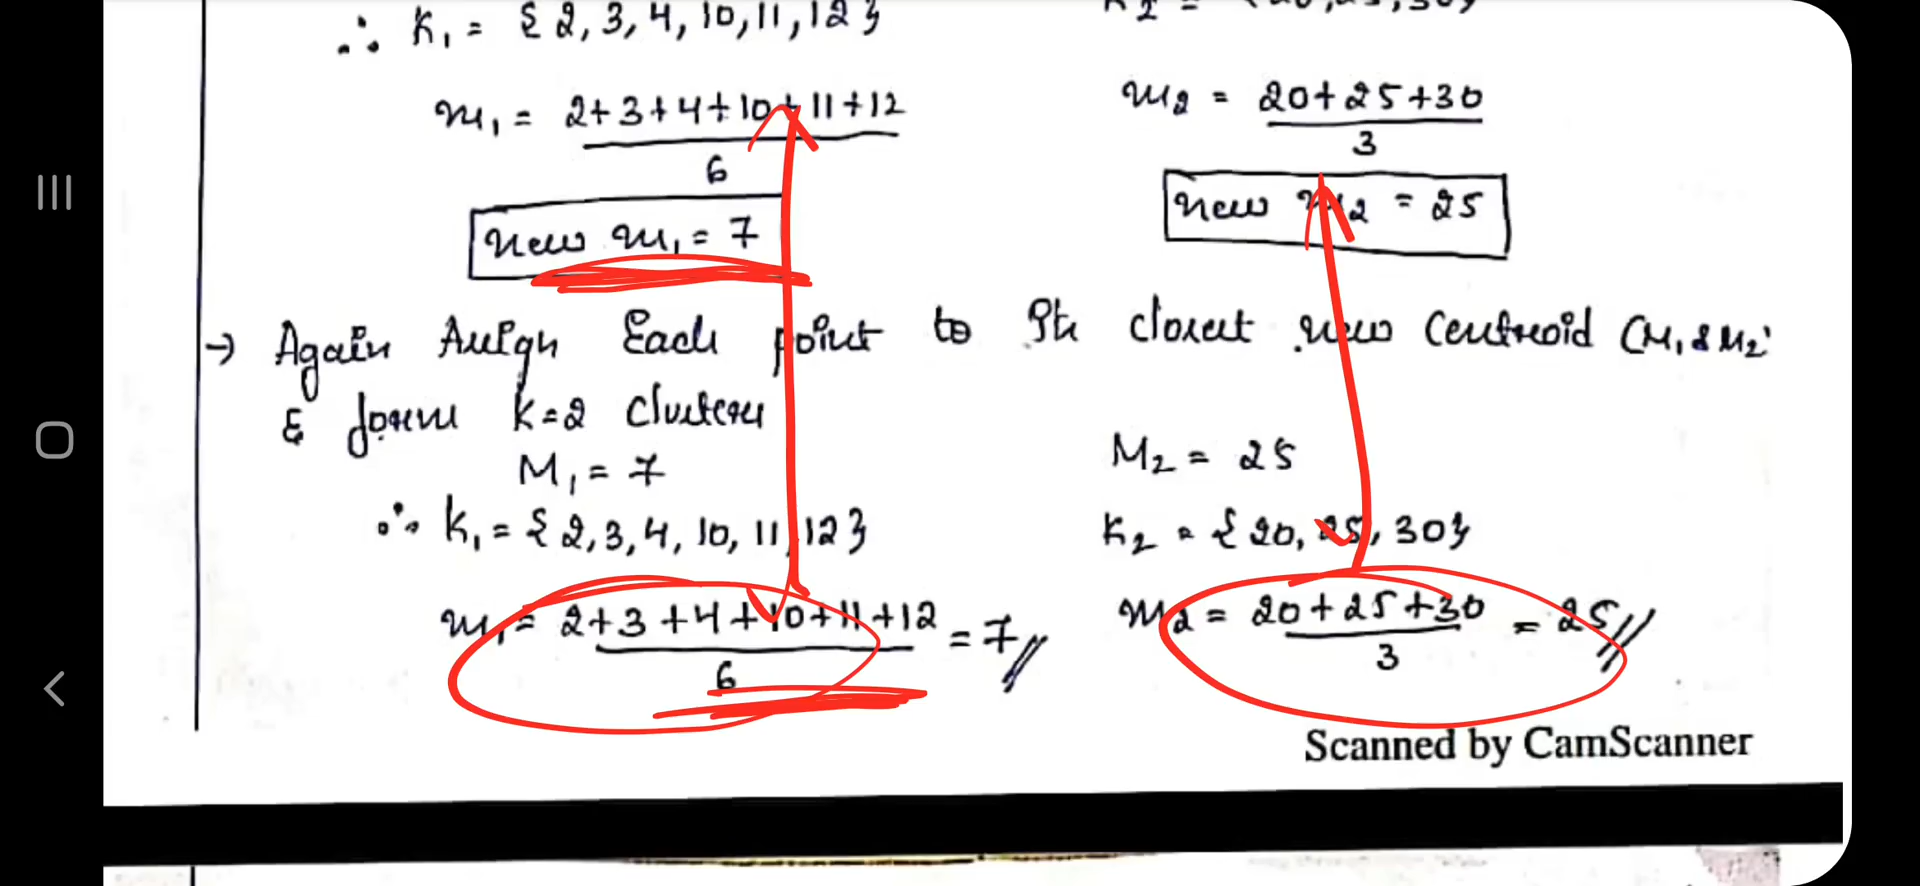 ∴ K₁ = {2, 3, 4, 10, 11, 12}
m₁ = 2+3+4+10+11+12
6
m₂ = 20+25+30
3
New m₁ = 7
New m₂ = 25
→ Again Assign Each point to its closest new Centroid (M₁ & M₂
& form K=2 clusters
M₁ = 7
M₂ = 25
∴ K₁ = {2, 3, 4, 10, 11, 12}
K₂ = {20, 25, 30}
m₁ = 2+3+4+10+11+12 = 7//
6
m₂ = 20+25+30 = 25//
3
Scanned by CamScanner